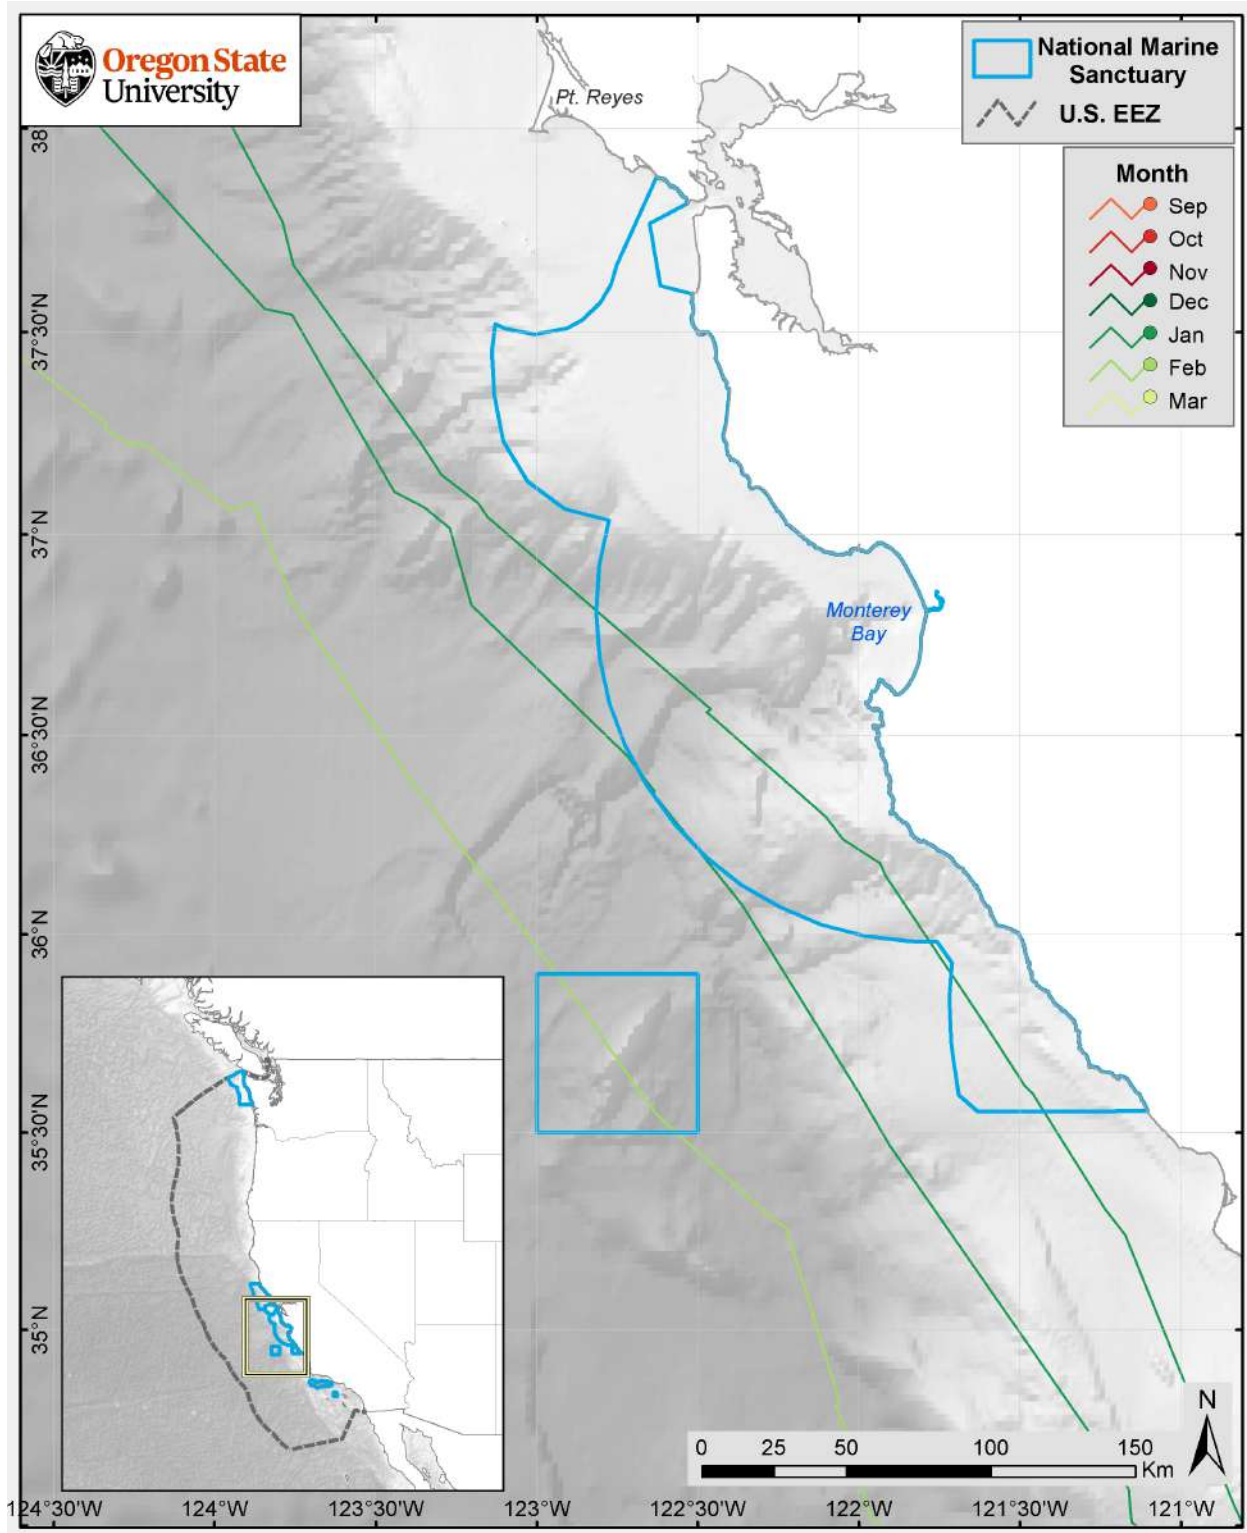 Oregon State
University
National Marine
Sanctuary
U.S. EEZ
Pt. Reyes
Month
Sep
Oct
Nov
Dec
Jan
Feb
Mar
38
37°30'N
37°N
Monterey
Bay
36°30'N
36°N
35°30'N
35°N
N
0 25 50 100 150
Km
124°30'W 124°W 123°30'W 123°W 122°30'W 122°W 121°30'W 121°W